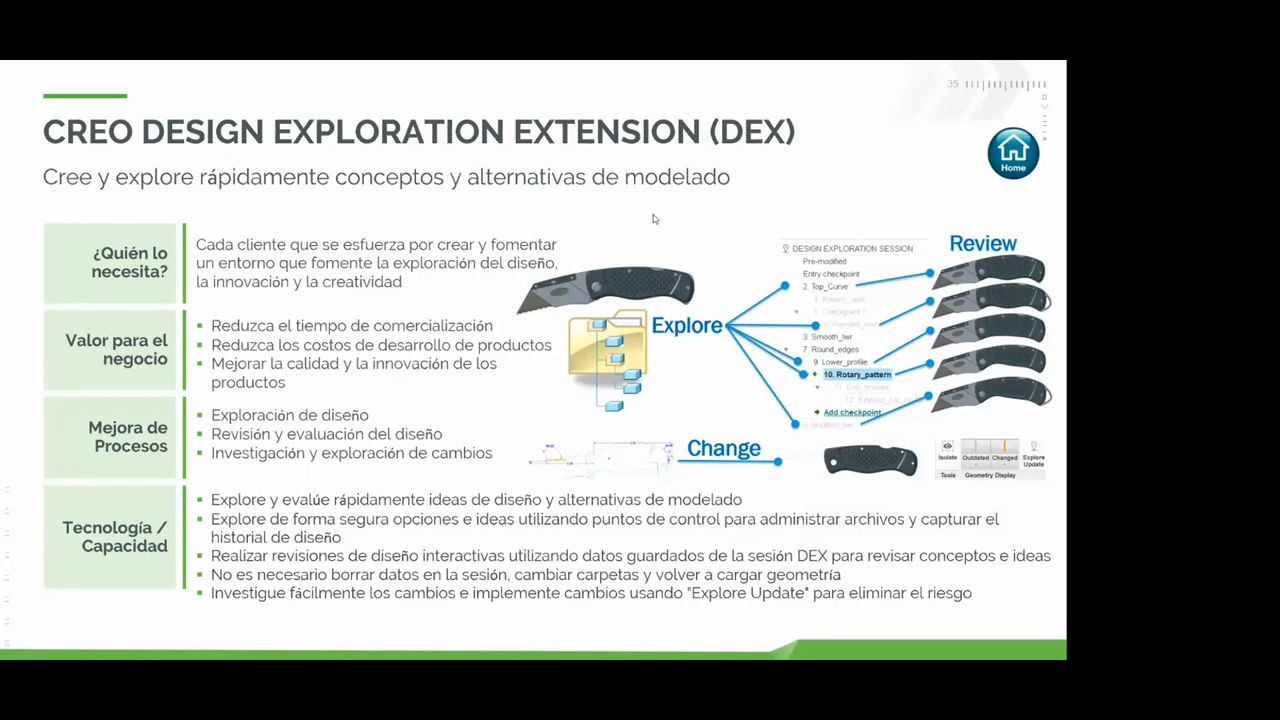 35
CREO DESIGN EXPLORATION EXTENSION (DEX)
Home
Cree y explore rápidamente conceptos y alternativas de modelado
¿Quién lo
necesita?
Cada cliente que se esfuerza por crear y fomentar
un entorno que fomente la exploración del diseño,
la innovación y la creatividad
Valor para el
negocio
▪ Reduzca el tiempo de comercialización
▪ Reduzca los costos de desarrollo de productos
▪ Mejorar la calidad y la innovación de los
productos
Mejora de
Procesos
▪ Exploración de diseño
▪ Revisión y evaluación del diseño
▪ Investigación y exploración de cambios
Explore
DESIGN EXPLORATION SESSION
Pre-modified
Entry checkpoint
2. Top_Curve
3. Smooth_lwr
7. Round_edges
9. Lower_profile
10. Rotary_pattern
Add checkpoint
Review
Change
Isolate
Outdated
Changed
Explore
Update
Tools
Geometry Display
Tecnología /
Capacidad
▪ Explore y evalúe rápidamente ideas de diseño y alternativas de modelado
▪ Explore de forma segura opciones e ideas utilizando puntos de control para administrar archivos y capturar el
historial de diseño
▪ Realizar revisiones de diseño interactivas utilizando datos guardados de la sesión DEX para revisar conceptos e ideas
▪ No es necesario borrar datos en la sesión, cambiar carpetas y volver a cargar geometría
▪ Investigue fácilmente los cambios e implemente cambios usando "Explore Update" para eliminar el riesgo